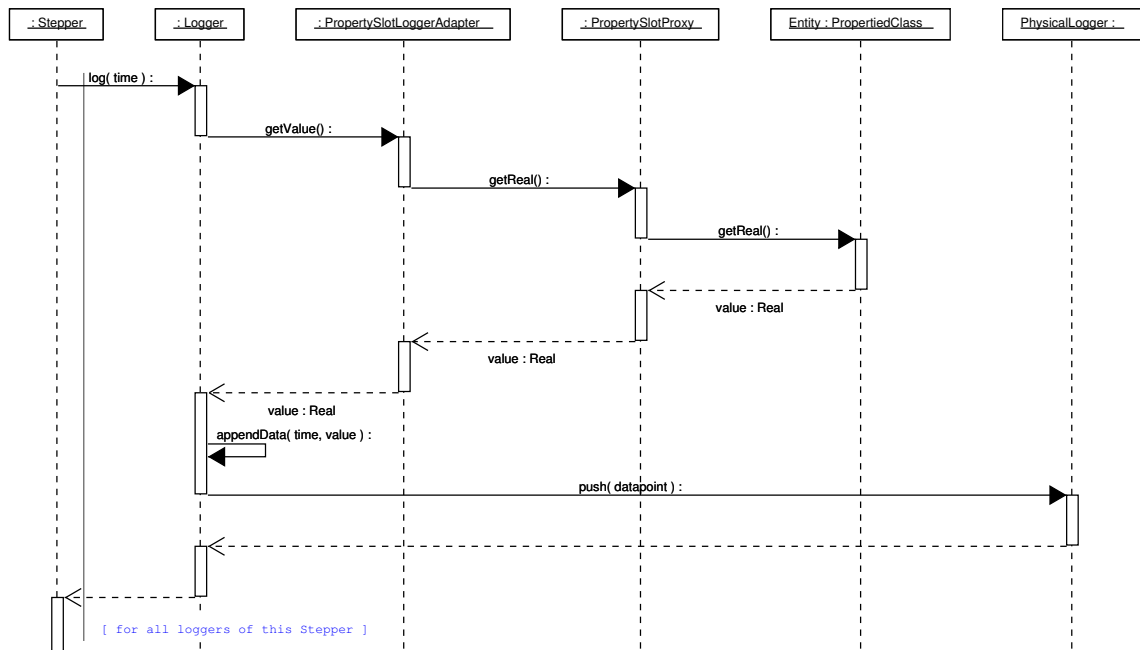 : Stepper
: Logger
: PropertySlotLoggerAdapter
: PropertySlotProxy
Entity : PropertiedClass
PhysicalLogger :
log( time ) :
getValue() :
getReal() :
getReal() :
value : Real
value : Real
value : Real
appendData( time, value ) :
push( datapoint ) :
[ for all loggers of this Stepper ]